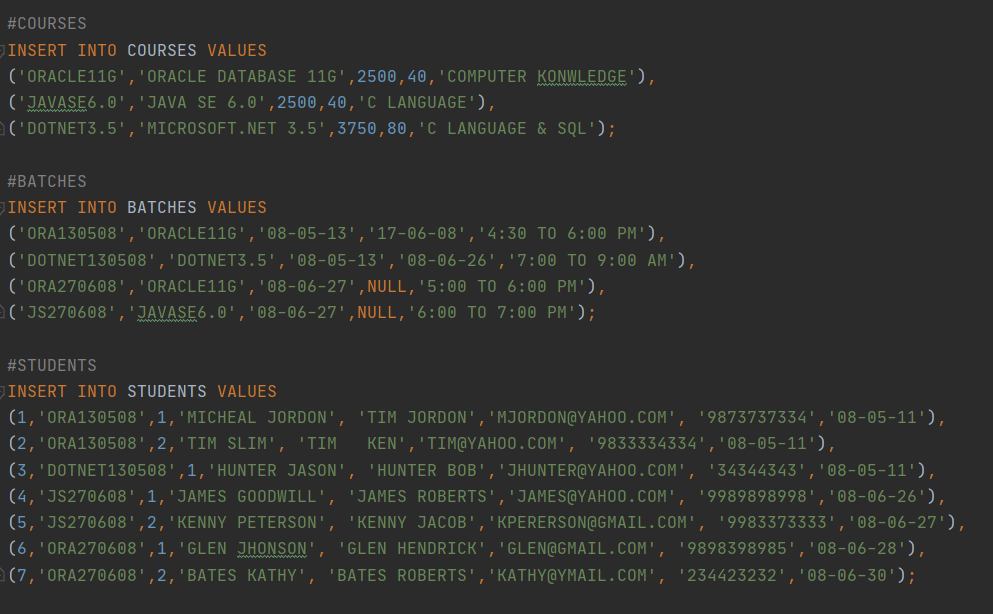 #COURSES
INSERT INTO COURSES VALUES
('ORACLE11G','ORACLE DATABASE 11G',2500,40,'COMPUTER KONWLEDGE'),
('JAVASE6.0','JAVA SE 6.0',2500,40,'C LANGUAGE'),
('DOTNET3.5','MICROSOFT.NET 3.5',3750,80,'C LANGUAGE & SQL');
#BATCHES
INSERT INTO BATCHES VALUES
('ORA130508','ORACLE11G','08-05-13','17-06-08','4:30 TO 6:00 PM'),
('DOTNET130508','DOTNET3.5','08-05-13','08-06-26','7:00 TO 9:00 AM'),
('ORA270608','ORACLE11G','08-06-27',NULL,'5:00 TO 6:00 PM'),
('JS270608','JAVASE6.0','08-06-27',NULL,'6:00 TO 7:00 PM');
#STUDENTS
INSERT INTO STUDENTS VALUES
(1,'ORA130508',1,'MICHEAL JORDON', 'TIM JORDON','MJORDON@YAHOO.COM', '9873737334','08-05-11'),
(2,'ORA130508',2,'TIM SLIM', 'TIM   KEN','TIM@YAHOO.COM', '9833334334','08-05-11'),
(3,'DOTNET130508',1,'HUNTER JASON', 'HUNTER BOB','JHUNTER@YAHOO.COM', '34344343','08-05-11'),
(4,'JS270608',1,'JAMES GOODWILL', 'JAMES ROBERTS','JAMES@YAHOO.COM', '9989898998','08-06-26'),
(5,'JS270608',2,'KENNY PETERSON', 'KENNY JACOB','KPERERSON@GMAIL.COM', '9983373333','08-06-27'),
(6,'ORA270608',1,'GLEN JHONSON', 'GLEN HENDRICK','GLEN@GMAIL.COM', '9898398985','08-06-28'),
(7,'ORA270608',2,'BATES KATHY', 'BATES ROBERTS','KATHY@YMAIL.COM', '234423232','08-06-30');